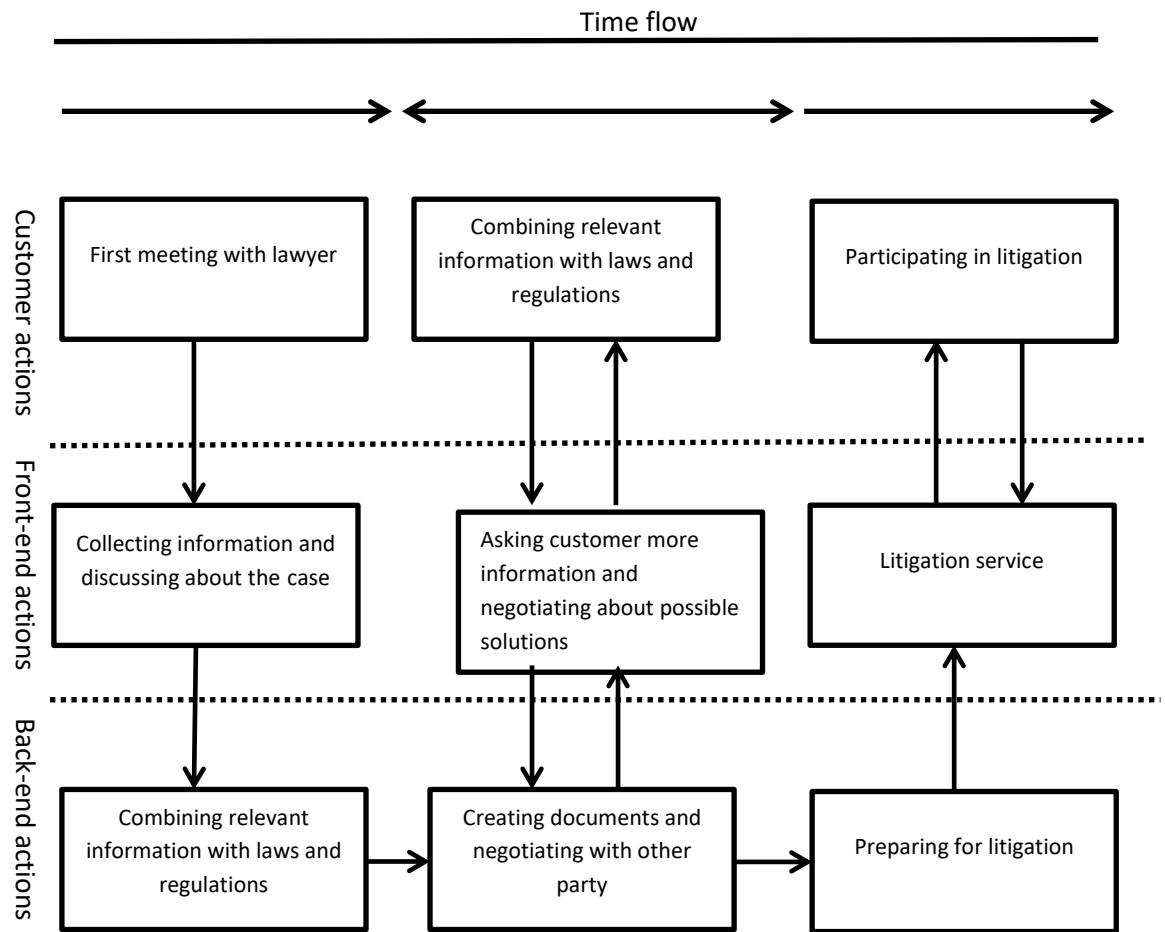 Time flow
Customer actions
First meeting with lawyer
Combining relevant
information with laws and
regulations
Participating in litigation
Front-end actions
Collecting information and
discussing about the case
Asking customer more
information and
negotiating about possible
solutions
Litigation service
Back-end actions
Combining relevant
information with laws and
regulations
Creating documents and
negotiating with other
party
Preparing for litigation